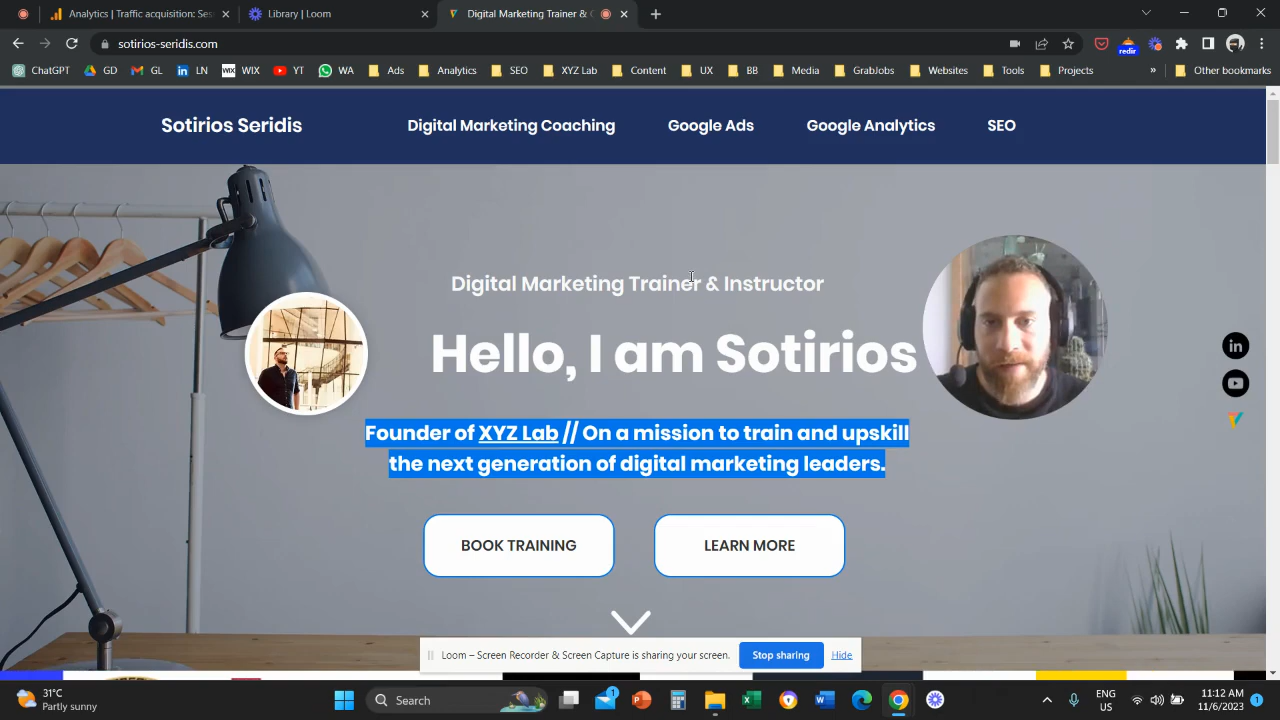 Analytics | Traffic acquisition: Ses
Library | Loom
Digital Marketing Trainer & C
sotirios-seridis.com
redir
ChatGPT GD GL LN WIX WIX YT WA Ads Analytics SEO XYZ Lab Content UX BB Media GrabJobs Websites Tools Projects » Other bookmarks
Sotirios Seridis
Digital Marketing Coaching
Google Ads
Google Analytics
SEO
Digital Marketing Trainer & Instructor
Hello, I am Sotirios
Founder of XYZ Lab // On a mission to train and upskill
the next generation of digital marketing leaders.
in
BOOK TRAINING
LEARN MORE
Loom – Screen Recorder & Screen Capture is sharing your screen.
Stop sharing
Hide
31°C
Partly sunny
Search
1
ENG
US
11:12 AM
11/6/2023